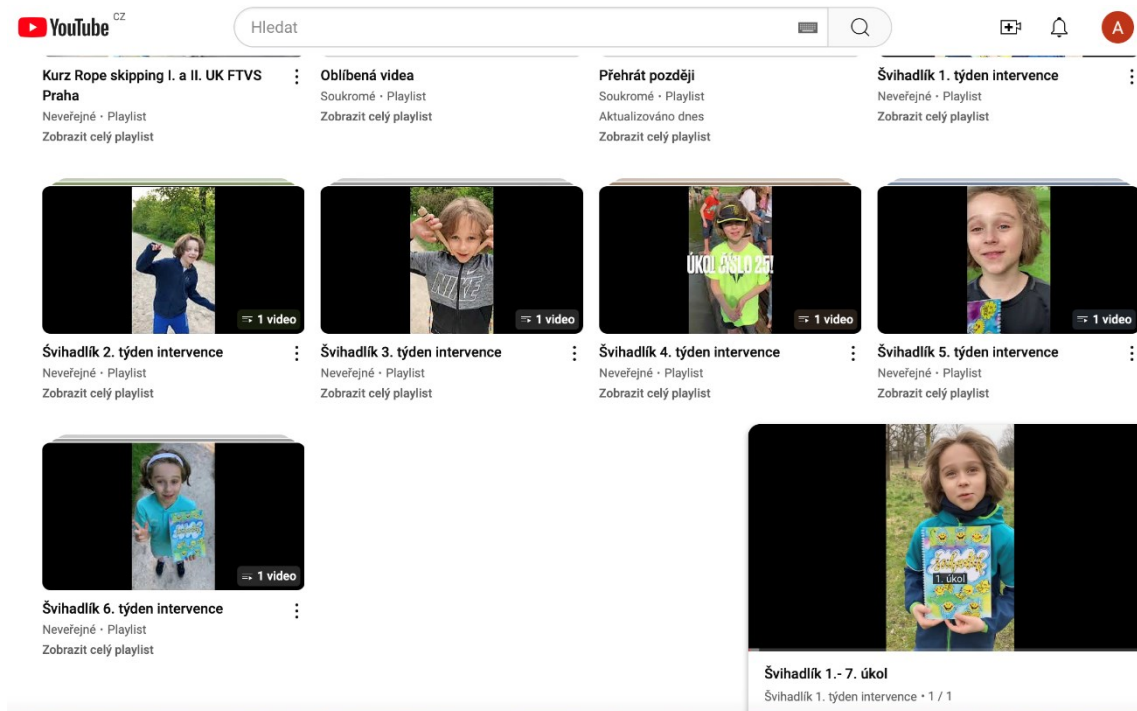 YouTube CZ
Hledat
A
Kurz Rope skipping I. a II. UK FTVS
Praha
Neveřejné • Playlist
Zobrazit celý playlist
Oblíbená videa
Soukromé • Playlist
Zobrazit celý playlist
Přehrát později
Soukromé • Playlist
Aktualizováno dnes
Zobrazit celý playlist
Švihadlík 1. týden intervence
Neveřejné • Playlist
Zobrazit celý playlist
1 video
Śvihadlík 2. týden intervence
Neveřejné • Playlist
Zobrazit celý playlist
NIKE
1 video
Švihadlík 3. týden intervence
Neveřejné • Playlist
Zobrazit celý playlist
ÚKOL ČÍSLO 25!
1 video
Švihadlík 4. týden intervence
Neveřejné • Playlist
Zobrazit celý playlist
1 video
Švihadlík 5. týden intervence
Neveřejné • Playlist
Zobrazit celý playlist
1 video
Švihadlík 6. týden intervence
Neveřejné • Playlist
Zobrazit celý playlist
1. úkol
Švihadlík 1.- 7. úkol
Švihadlík 1. týden intervence • 1 / 1